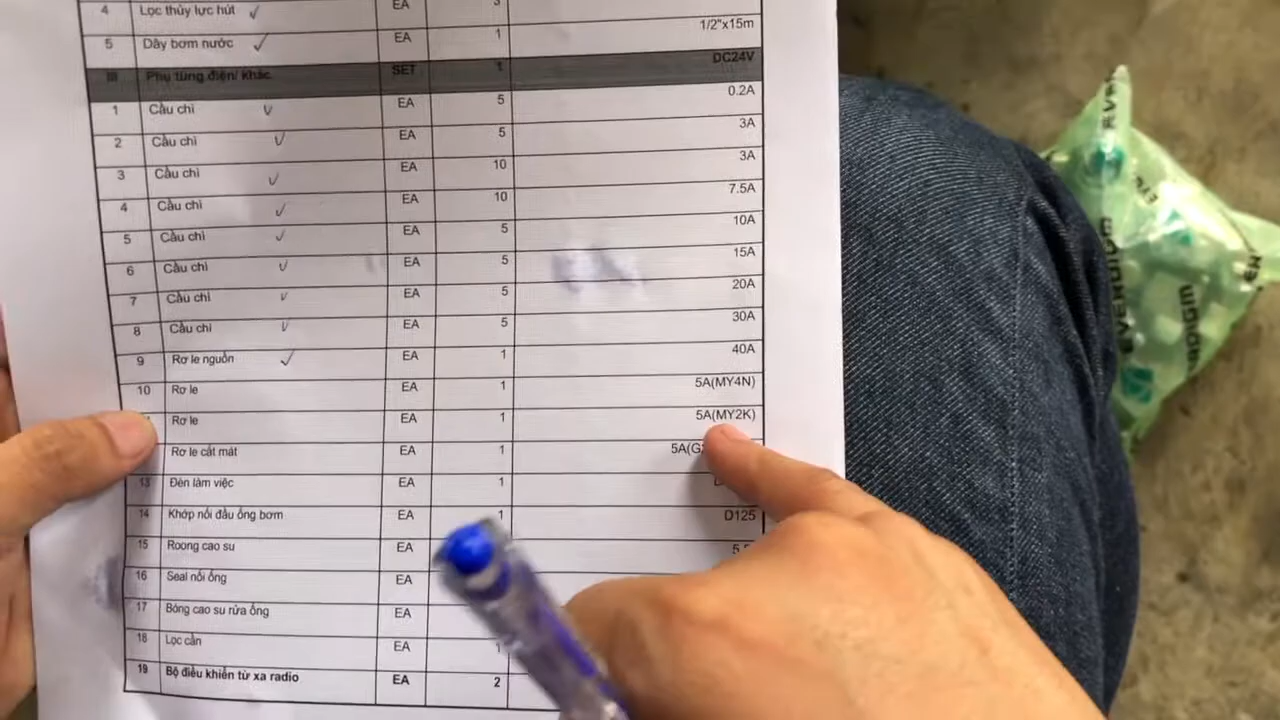 4 Lọc thủy lực hút EA 3
5 Dây bơm nước EA 1 1/2"x15m
III Phụ tùng điện/ khác SET 1 DC24V
1 Cầu chì EA 5 0.2A
2 Cầu chì EA 5 3A
3 Cầu chì EA 10 3A
4 Cầu chì EA 10 7.5A
5 Cầu chì EA 5 10A
6 Cầu chì EA 5 15A
7 Cầu chì EA 5 20A
8 Cầu chì EA 5 30A
9 Rơ le nguồn EA 1 40A
10 Rơ le EA 1 5A(MY4N)
Rơ le EA 1 5A(MY2K)
Rơ le cắt mát EA 1
13 Đèn làm việc EA 1
14 Khớp nối đầu ống bơm EA 1 D125
15 Roong cao su EA
16 Seal nối ống EA
17 Bóng cao su rửa ống EA
18 Lọc cặn EA 1
19 Bộ điều khiển từ xa radio EA 2
EVERGREEN